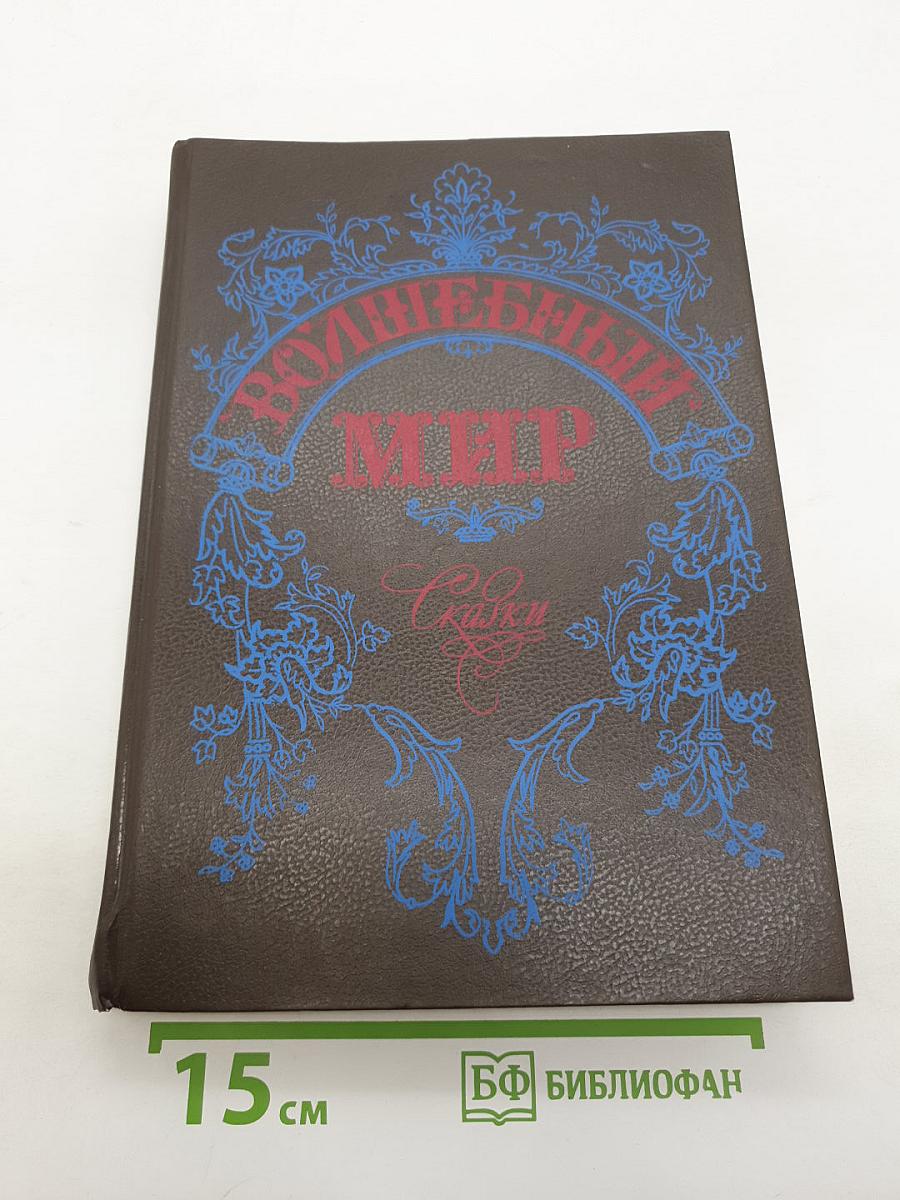 ВОЛШЕБНЫЙ
МИР
Сказки
15 см
БФ БИБЛИОФАН